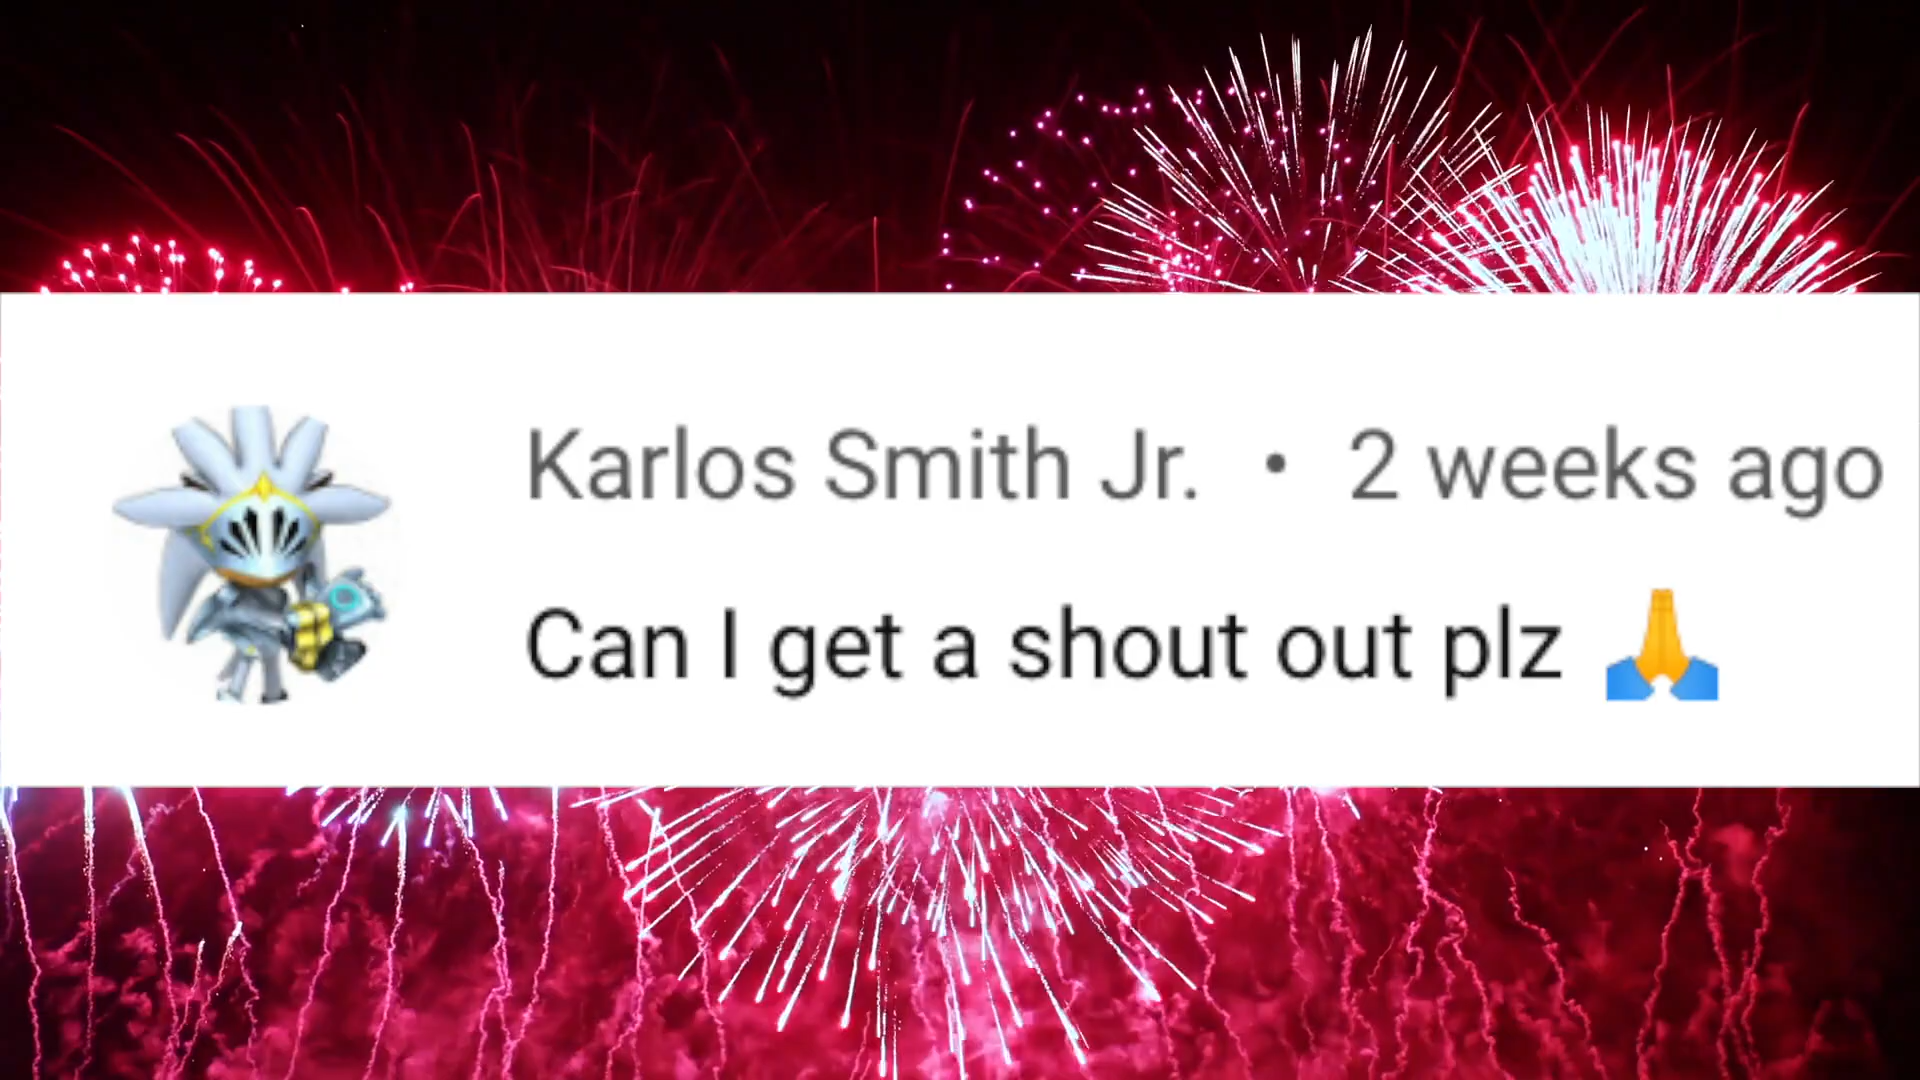 Karlos Smith Jr. • 2 weeks ago
Can I get a shout out plz 🙏